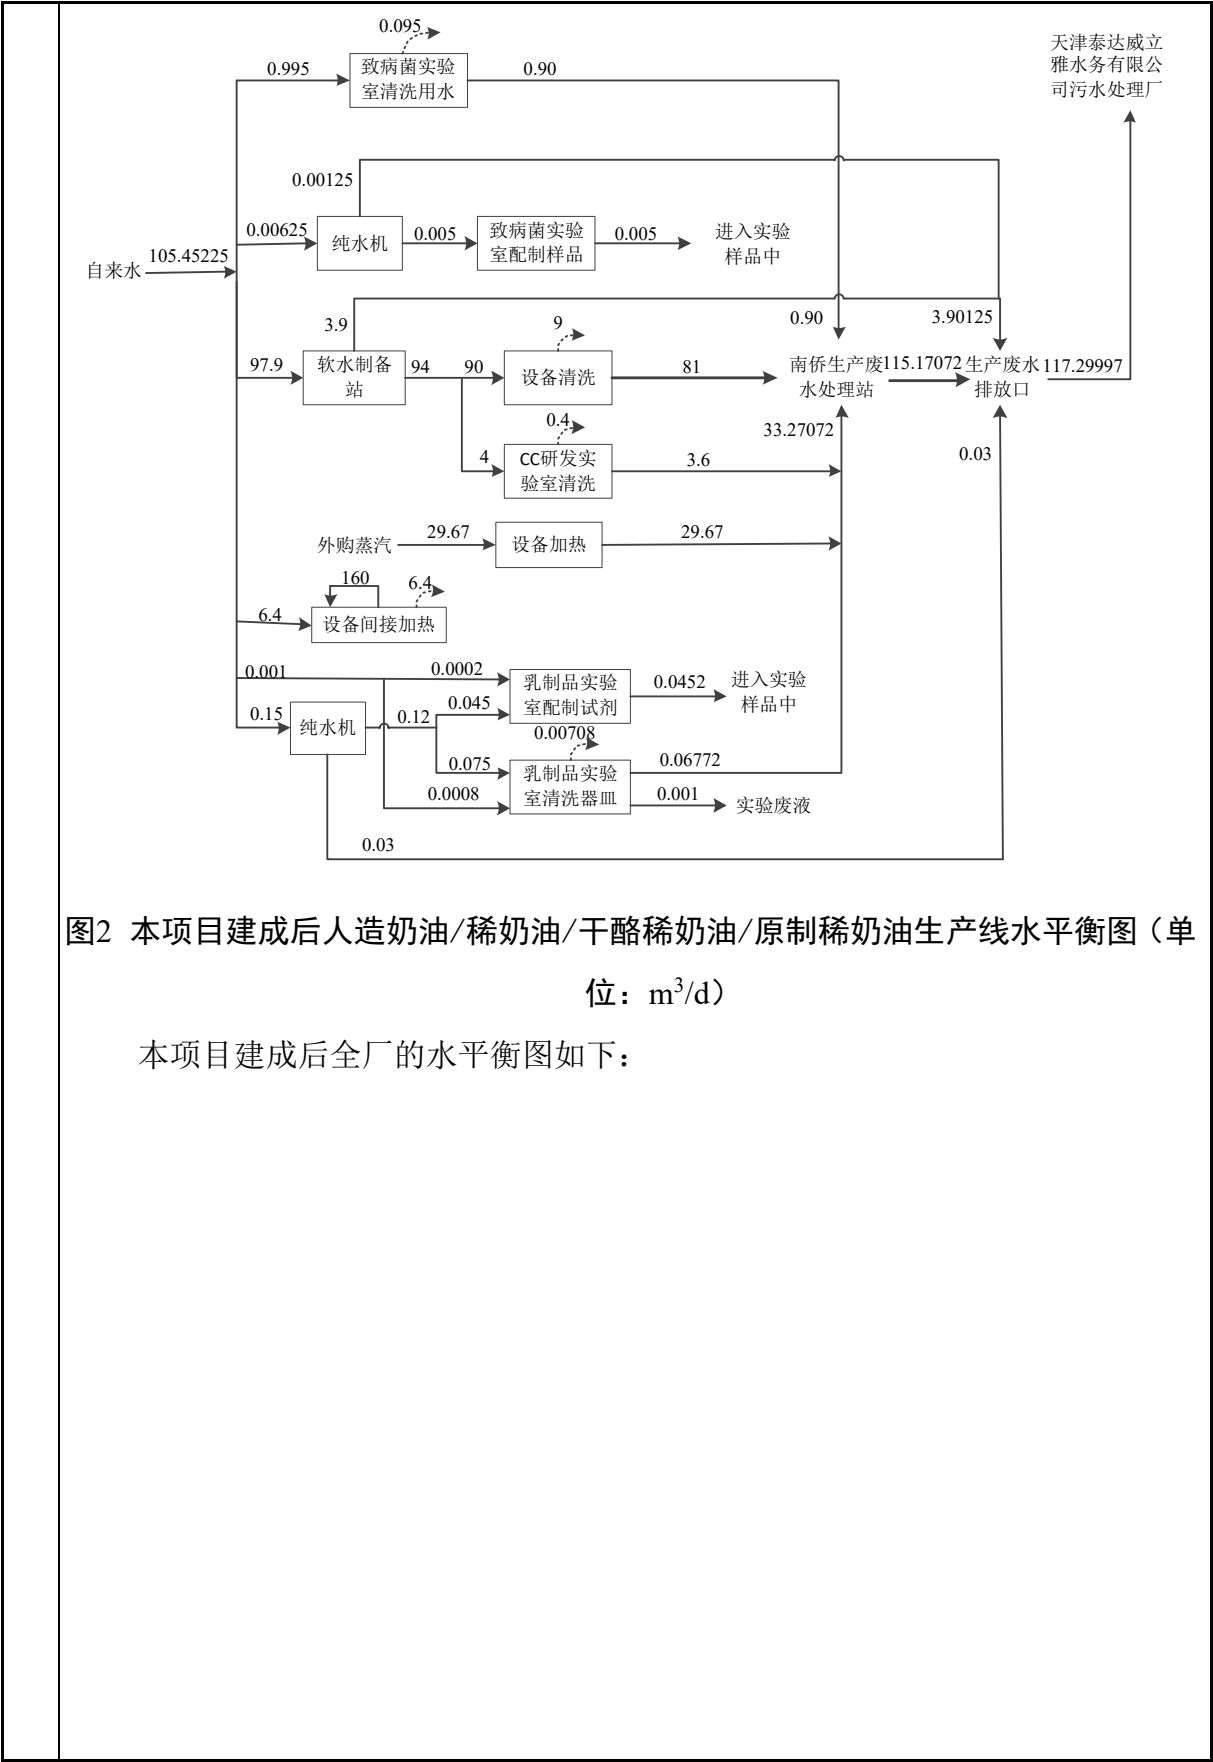 0.095
天津泰达威立
雅水务有限公
司污水处理厂
0.995
致病菌实验
室清洗用水
0.90
0.00125
0.00625
纯水机
0.005
致病菌实验
室配制样品
0.005
进入实验
样品中
自来水
105.45225
3.9
9
0.90
3.90125
97.9
软水制备
站
94
90
设备清洗
81
南侨生产废
水处理站
115.17072
生产废水
排放口
117.29997
0.4
33.27072
4
CC研发实
验室清洗
3.6
0.03
外购蒸汽
29.67
设备加热
29.67
160
6.4
6.4
设备间接加热
0.001
0.0002
乳制品实验
室配制试剂
0.0452
进入实验
样品中
0.15
纯水机
0.12
0.045
0.00708
0.075
乳制品实验
室清洗器皿
0.06772
0.0008
0.001
实验废液
0.03
图2 本项目建成后人造奶油/稀奶油/干酪稀奶油/原制稀奶油生产线水平衡图（单
位：m³/d）
本项目建成后全厂的水平衡图如下：